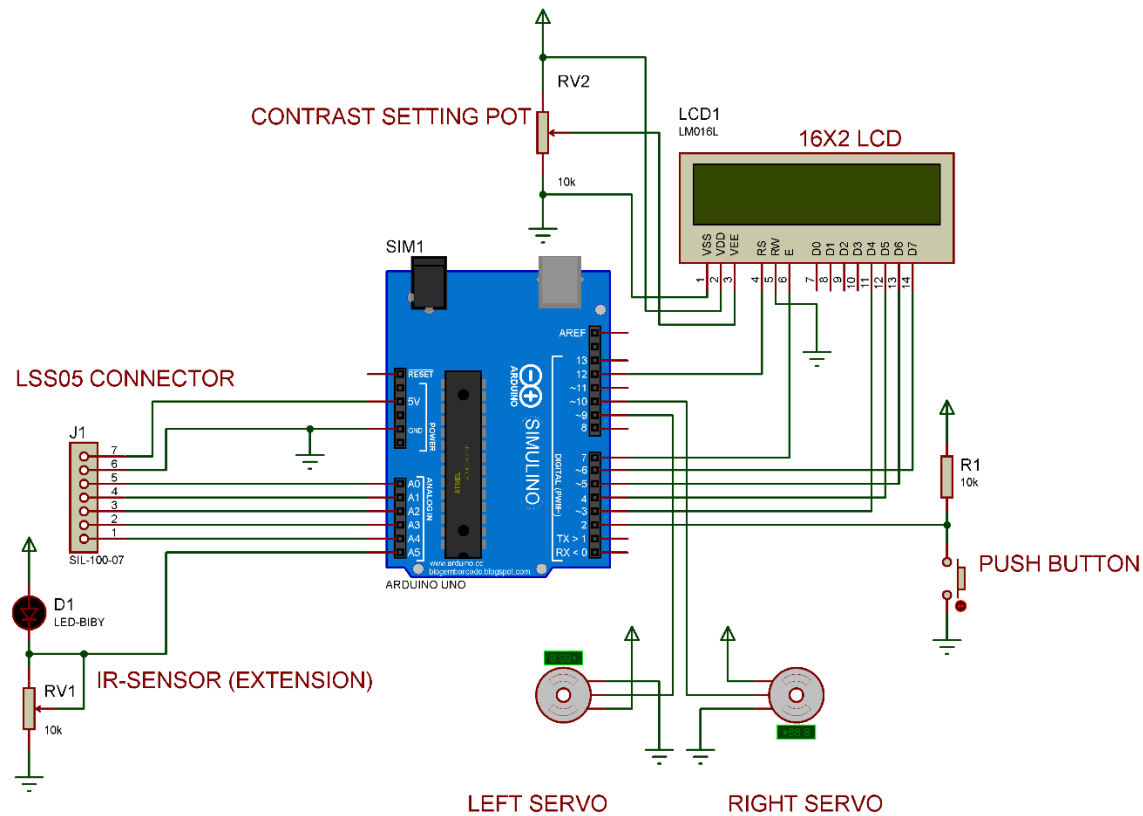 RV2
CONTRAST SETTING POT
10k
LCD1
LM016L
16X2 LCD
VSS
VDD
VEE
RS
RW
E
D0
D1
D2
D3
D4
D5
D6
D7
1
2
3
4
5
6
7
8
9
10
11
12
13
14
SIM1
AREF
13
12
~11
~10
~9
8
7
~6
~5
4
~3
2
TX > 1
RX < 0
DIGITAL (PWM~)
ARDUINO
SIMULINO
RESET
5V
GND
POWER
A0
A1
A2
A3
A4
A5
ANALOG IN
ATMEL
www.arduino.cc
blogembarcado.blogspot.com
ARDUINO UNO
LSS05 CONNECTOR
J1
7
6
5
4
3
2
1
SIL-100-07
D1
LED-BIBY
IR-SENSOR (EXTENSION)
RV1
10k
R1
10k
PUSH BUTTON
LEFT SERVO
RIGHT SERVO